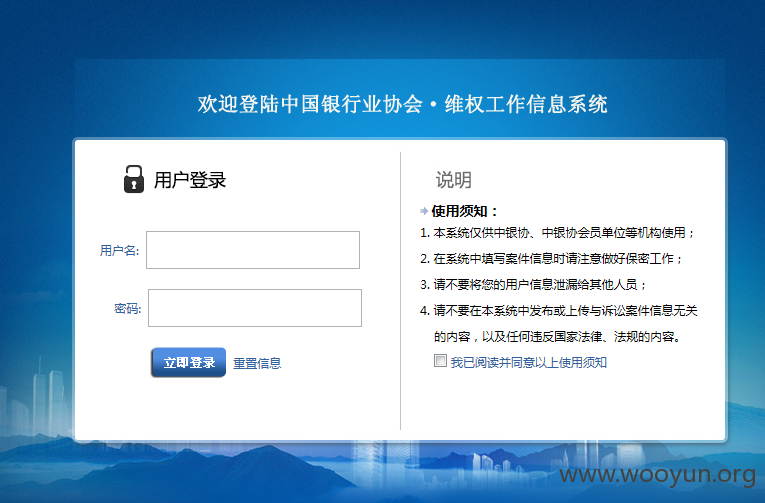 欢迎登陆中国银行业协会·维权工作信息系统
用户登录
用户名:
密码:
立即登录 重置信息
说明
使用须知：
1. 本系统仅供中银协、中银协会员单位等机构使用；
2. 在系统中填写案件信息时请注意做好保密工作；
3. 请不要将您的用户信息泄漏给其他人员；
4. 请不要在本系统中发布或上传与诉讼案件信息无关
的内容，以及任何违反国家法律、法规的内容。
我已阅读并同意以上使用须知
www.wooyun.org